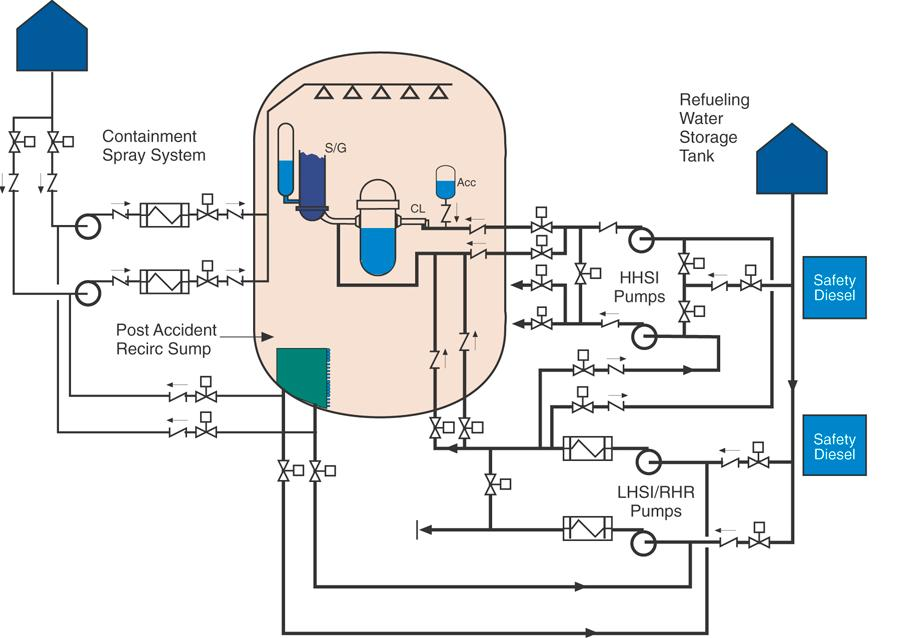 Containment
Spray System
S/G
Acc
CL
Refueling
Water
Storage
Tank
HHSI
Pumps
Safety
Diesel
Post Accident
Recirc Sump
Safety
Diesel
LHSI/RHR
Pumps